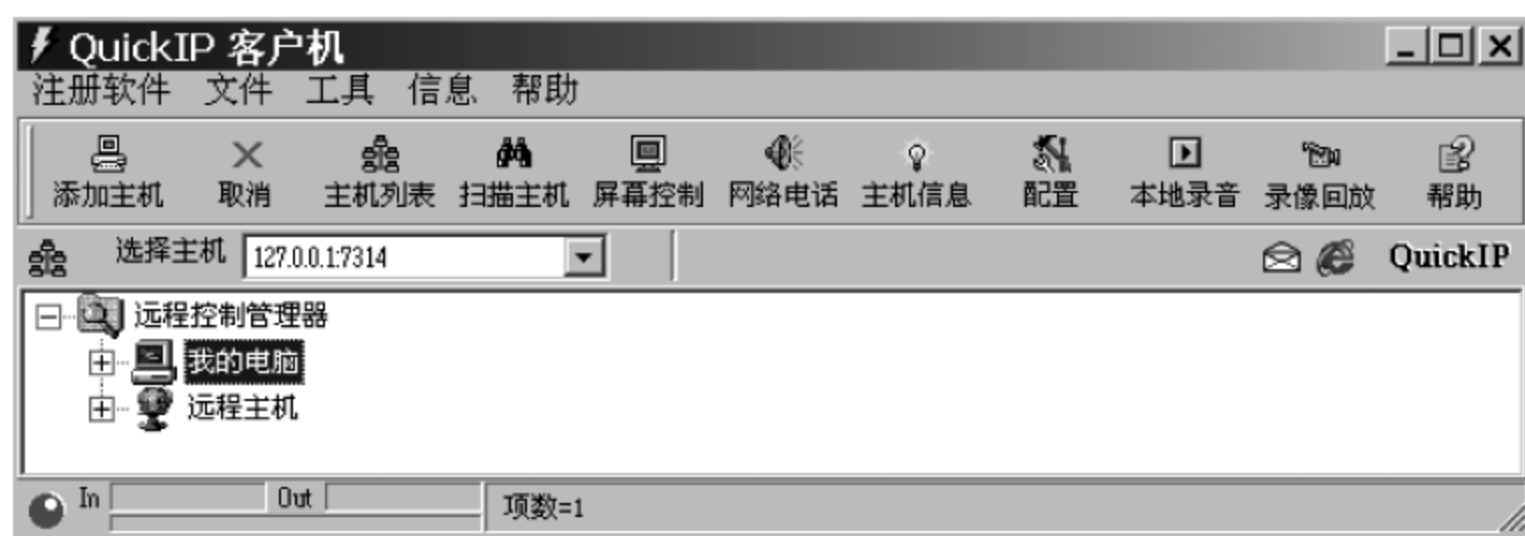 QuickIP 客户机
注册软件 文件 工具 信息 帮助
添加主机 取消 主机列表 扫描主机 屏幕控制 网络电话 主机信息 配置 本地录音 录像回放 帮助
选择主机 127.0.0.1:7314 QuickIP
远程控制管理器
我的电脑
远程主机
In Out 项数=1